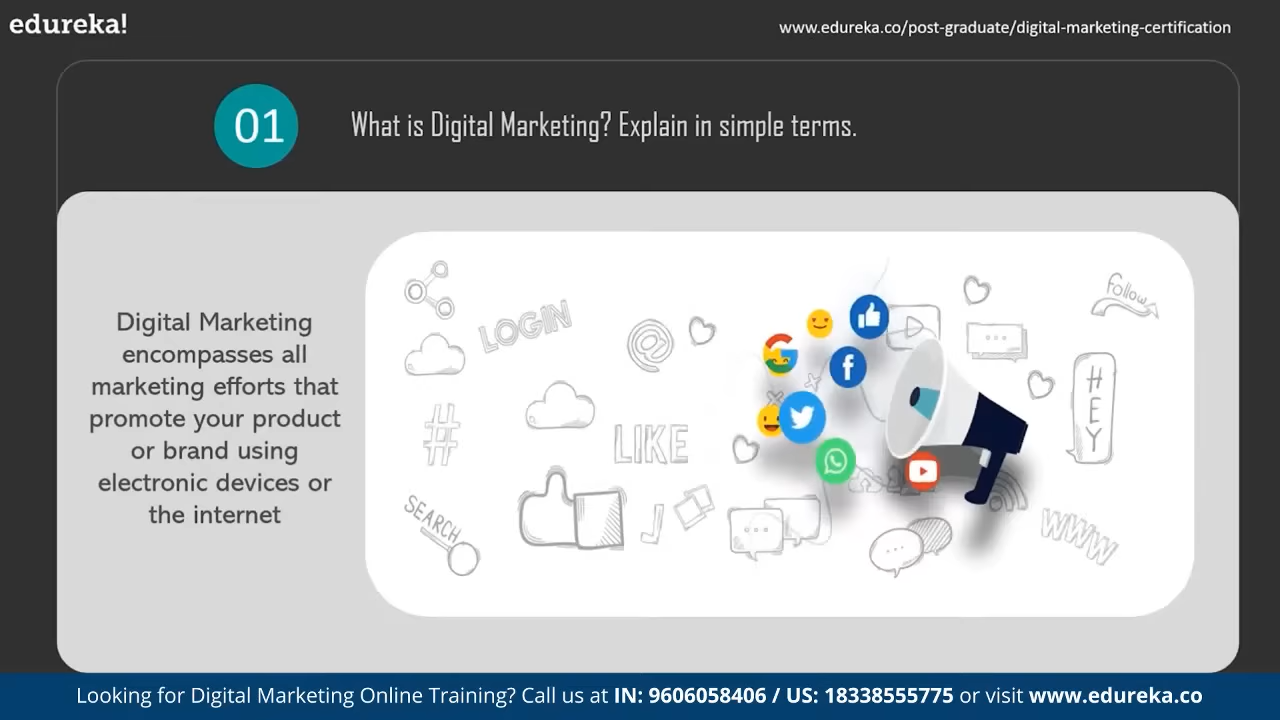 edureka!
www.edureka.co/post-graduate/digital-marketing-certification
01
What is Digital Marketing? Explain in simple terms.
Digital Marketing
encompasses all
marketing efforts that
promote your product
or brand using
electronic devices or
the internet
LOGIN
@
#
LIKE
SEARCH
G
f
Follow
HEY
WWW
Looking for Digital Marketing Online Training? Call us at IN: 9606058406 / US: 18338555775 or visit www.edureka.co